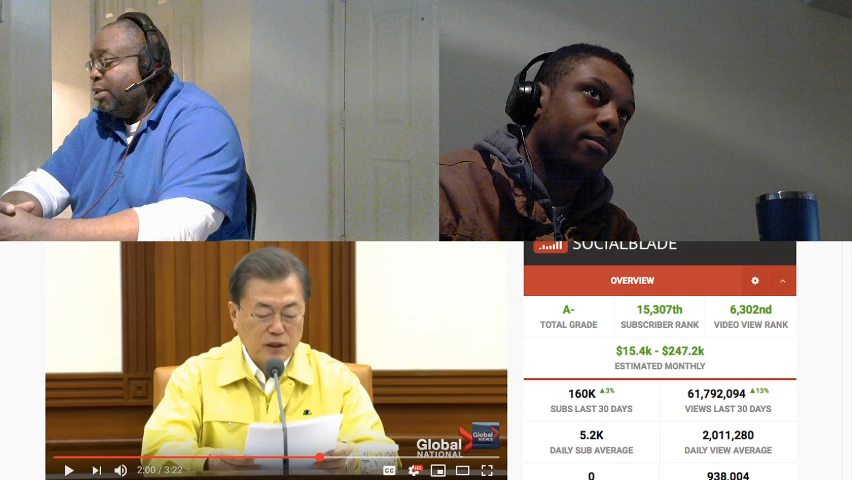 SOCIALBLADE
OVERVIEW
A-
15,307th
6,302nd
TOTAL GRADE
SUBSCRIBER RANK
VIDEO VIEW RANK
$15.4k - $247.2k
ESTIMATED MONTHLY
160K ▲3%
61,792,094 ▲13%
SUBS LAST 30 DAYS
VIEWS LAST 30 DAYS
5.2K
2,011,280
DAILY SUB AVERAGE
DAILY VIEW AVERAGE
0
938,004
Global
NATIONAL
Global
NEWS
2:00 / 3:22
CC
HD